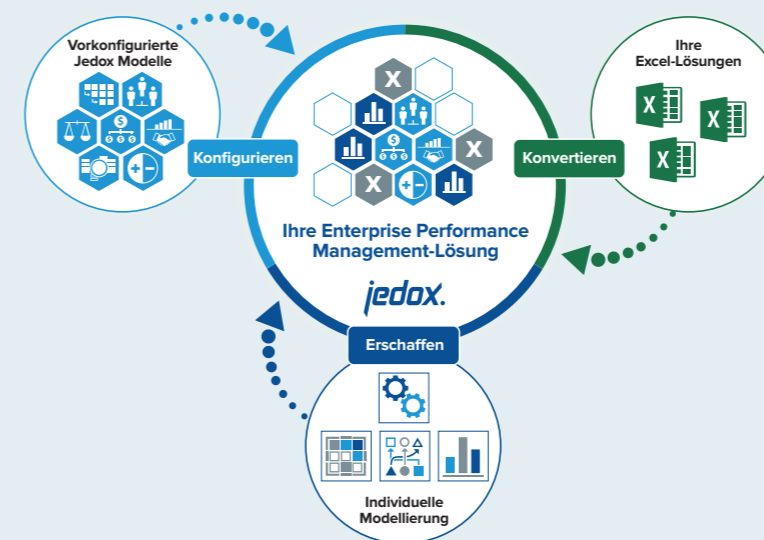 Vorkonfigurierte
Jedox Modelle
Konfigurieren
Ihre Enterprise Performance
Management-Lösung
jedox.
Konvertieren
Ihre
Excel-Lösungen
Erschaffen
Individuelle
Modellierung